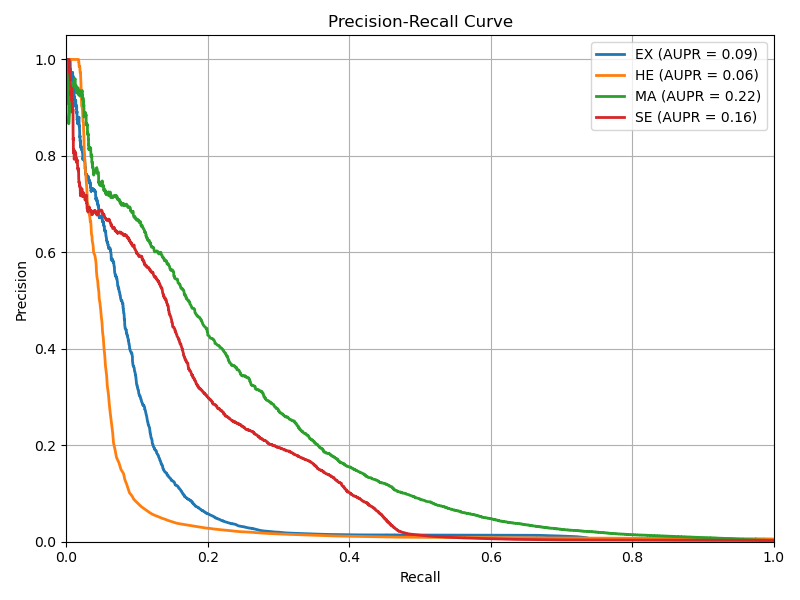 Precision-Recall Curve
EX (AUPR = 0.09)
HE (AUPR = 0.06)
MA (AUPR = 0.22)
SE (AUPR = 0.16)
Precision
1.0
0.8
0.6
0.4
0.2
0.0
0.0 0.2 0.4 0.6 0.8 1.0
Recall